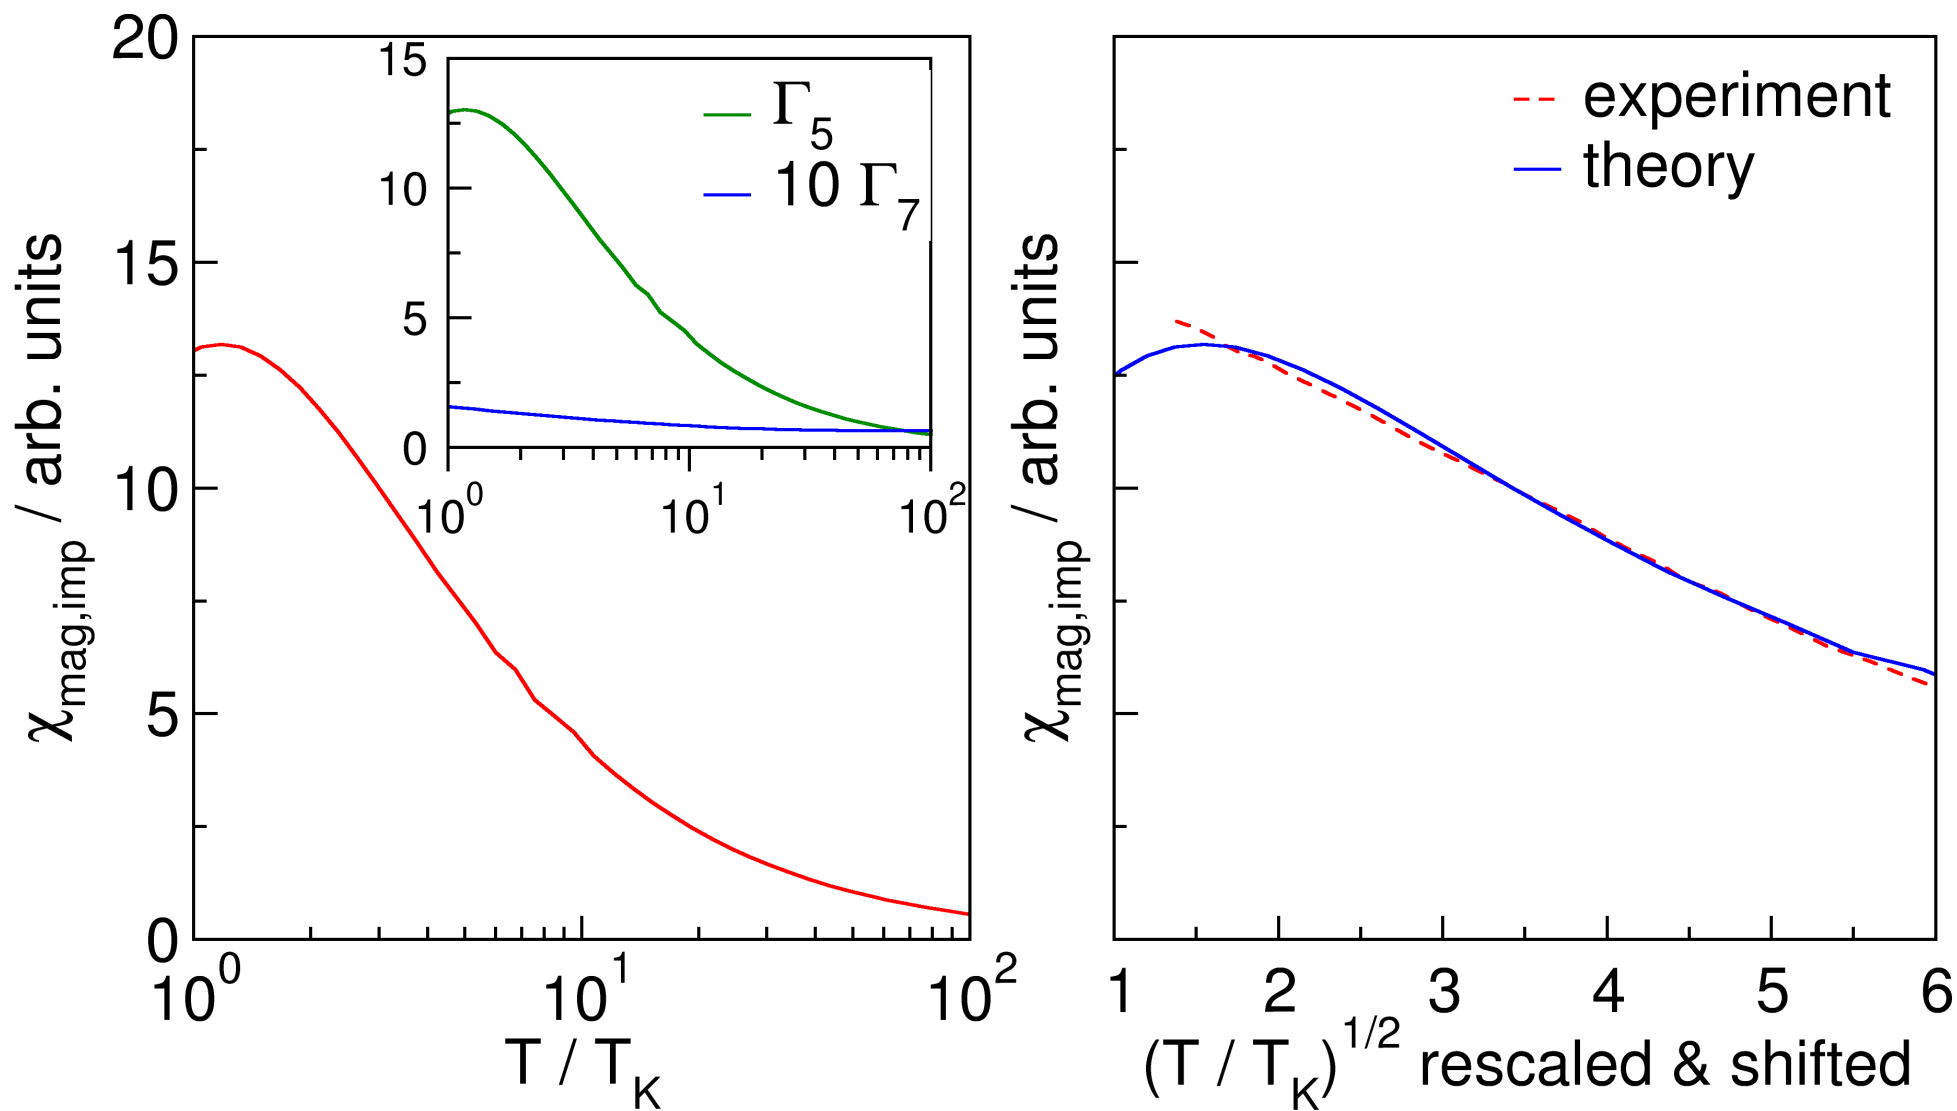 20
15
10
5
0
10^0
10^1
10^2
T / T_K
χ_mag,imp / arb. units
15
10
5
0
10^0
10^1
10^2
Γ_5
10 Γ_7
χ_mag,imp / arb. units
experiment
theory
1
2
3
4
5
6
(T / T_K)^1/2 rescaled & shifted